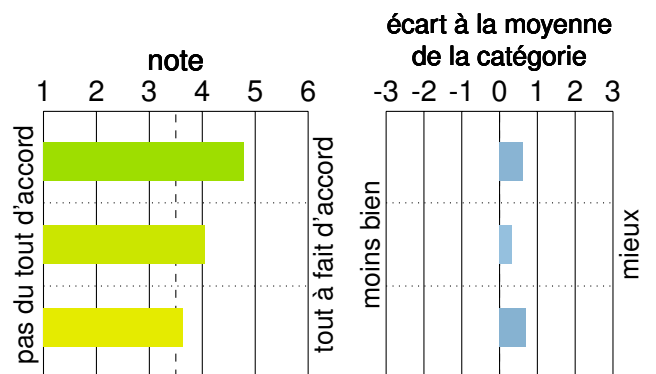 note
1 2 3 4 5 6
pas du tout d'accord
tout à fait d'accord
écart à la moyenne
de la catégorie
-3 -2 -1 0 1 2 3
moins bien
mieux